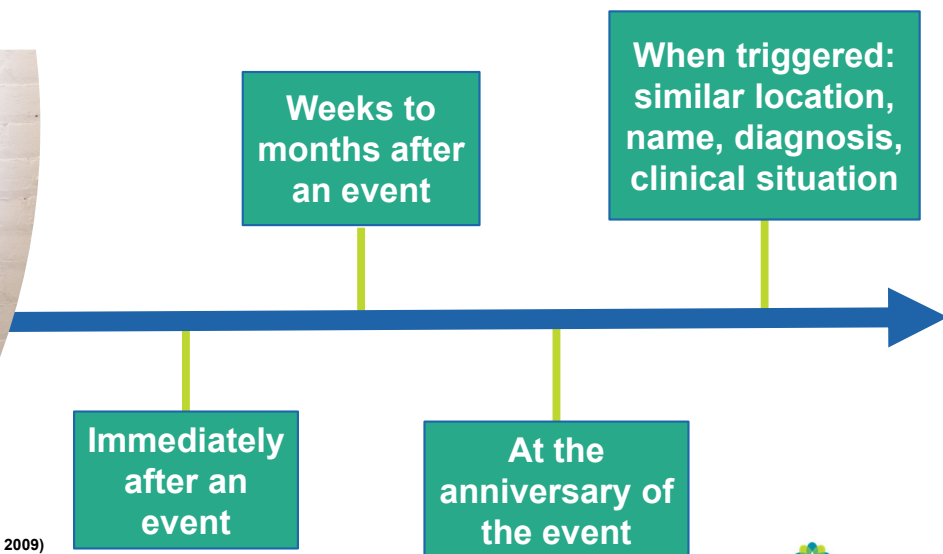 When triggered:
similar location,
name, diagnosis,
clinical situation
Weeks to
months after
an event
Immediately
after an
event
At the
anniversary of
the event
2009)